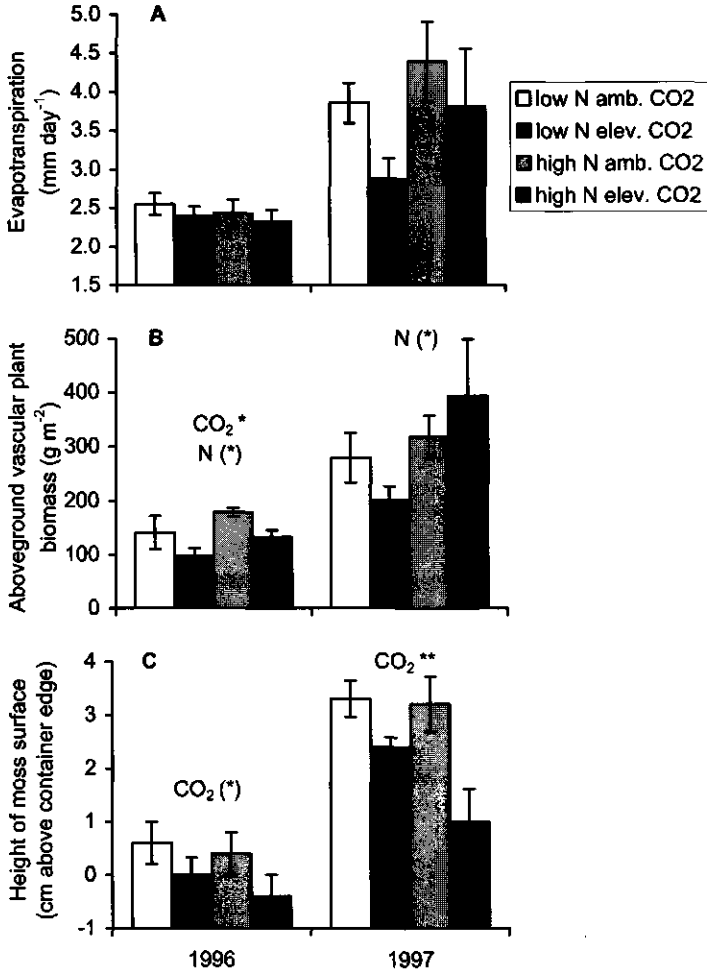 A
Evapotranspiration
(mm day⁻¹)
5.0
4.5
4.0
3.5
3.0
2.5
2.0
1.5
low N amb. CO2
low N elev. CO2
high N amb. CO2
high N elev. CO2
B
Aboveground vascular plant
biomass (g m⁻²)
500
400
300
200
100
0
CO₂ *
N (*)
N (*)
C
Height of moss surface
(cm above container edge)
4
3
2
1
0
-1
CO₂ (*)
CO₂ **
1996
1997